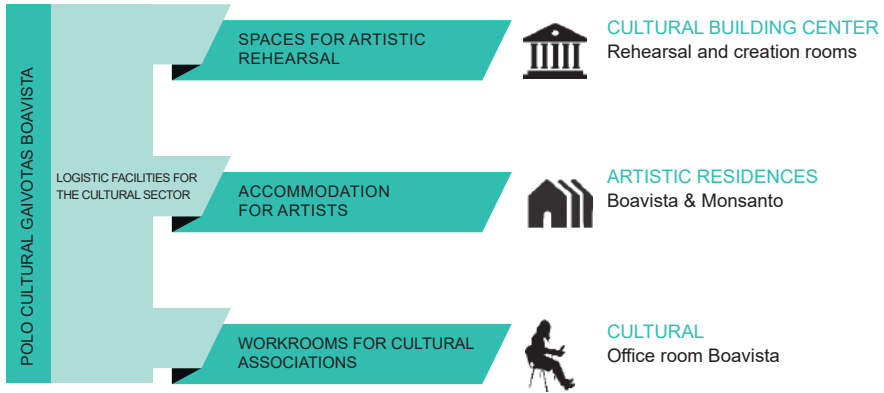 POLO CULTURAL GAIVOTAS BOAVISTA
LOGISTIC FACILITIES FOR
THE CULTURAL SECTOR
SPACES FOR ARTISTIC
REHEARSAL
CULTURAL BUILDING CENTER
Rehearsal and creation rooms
ACCOMMODATION
FOR ARTISTS
ARTISTIC RESIDENCES
Boavista & Monsanto
WORKROOMS FOR CULTURAL
ASSOCIATIONS
CULTURAL
Office room Boavista